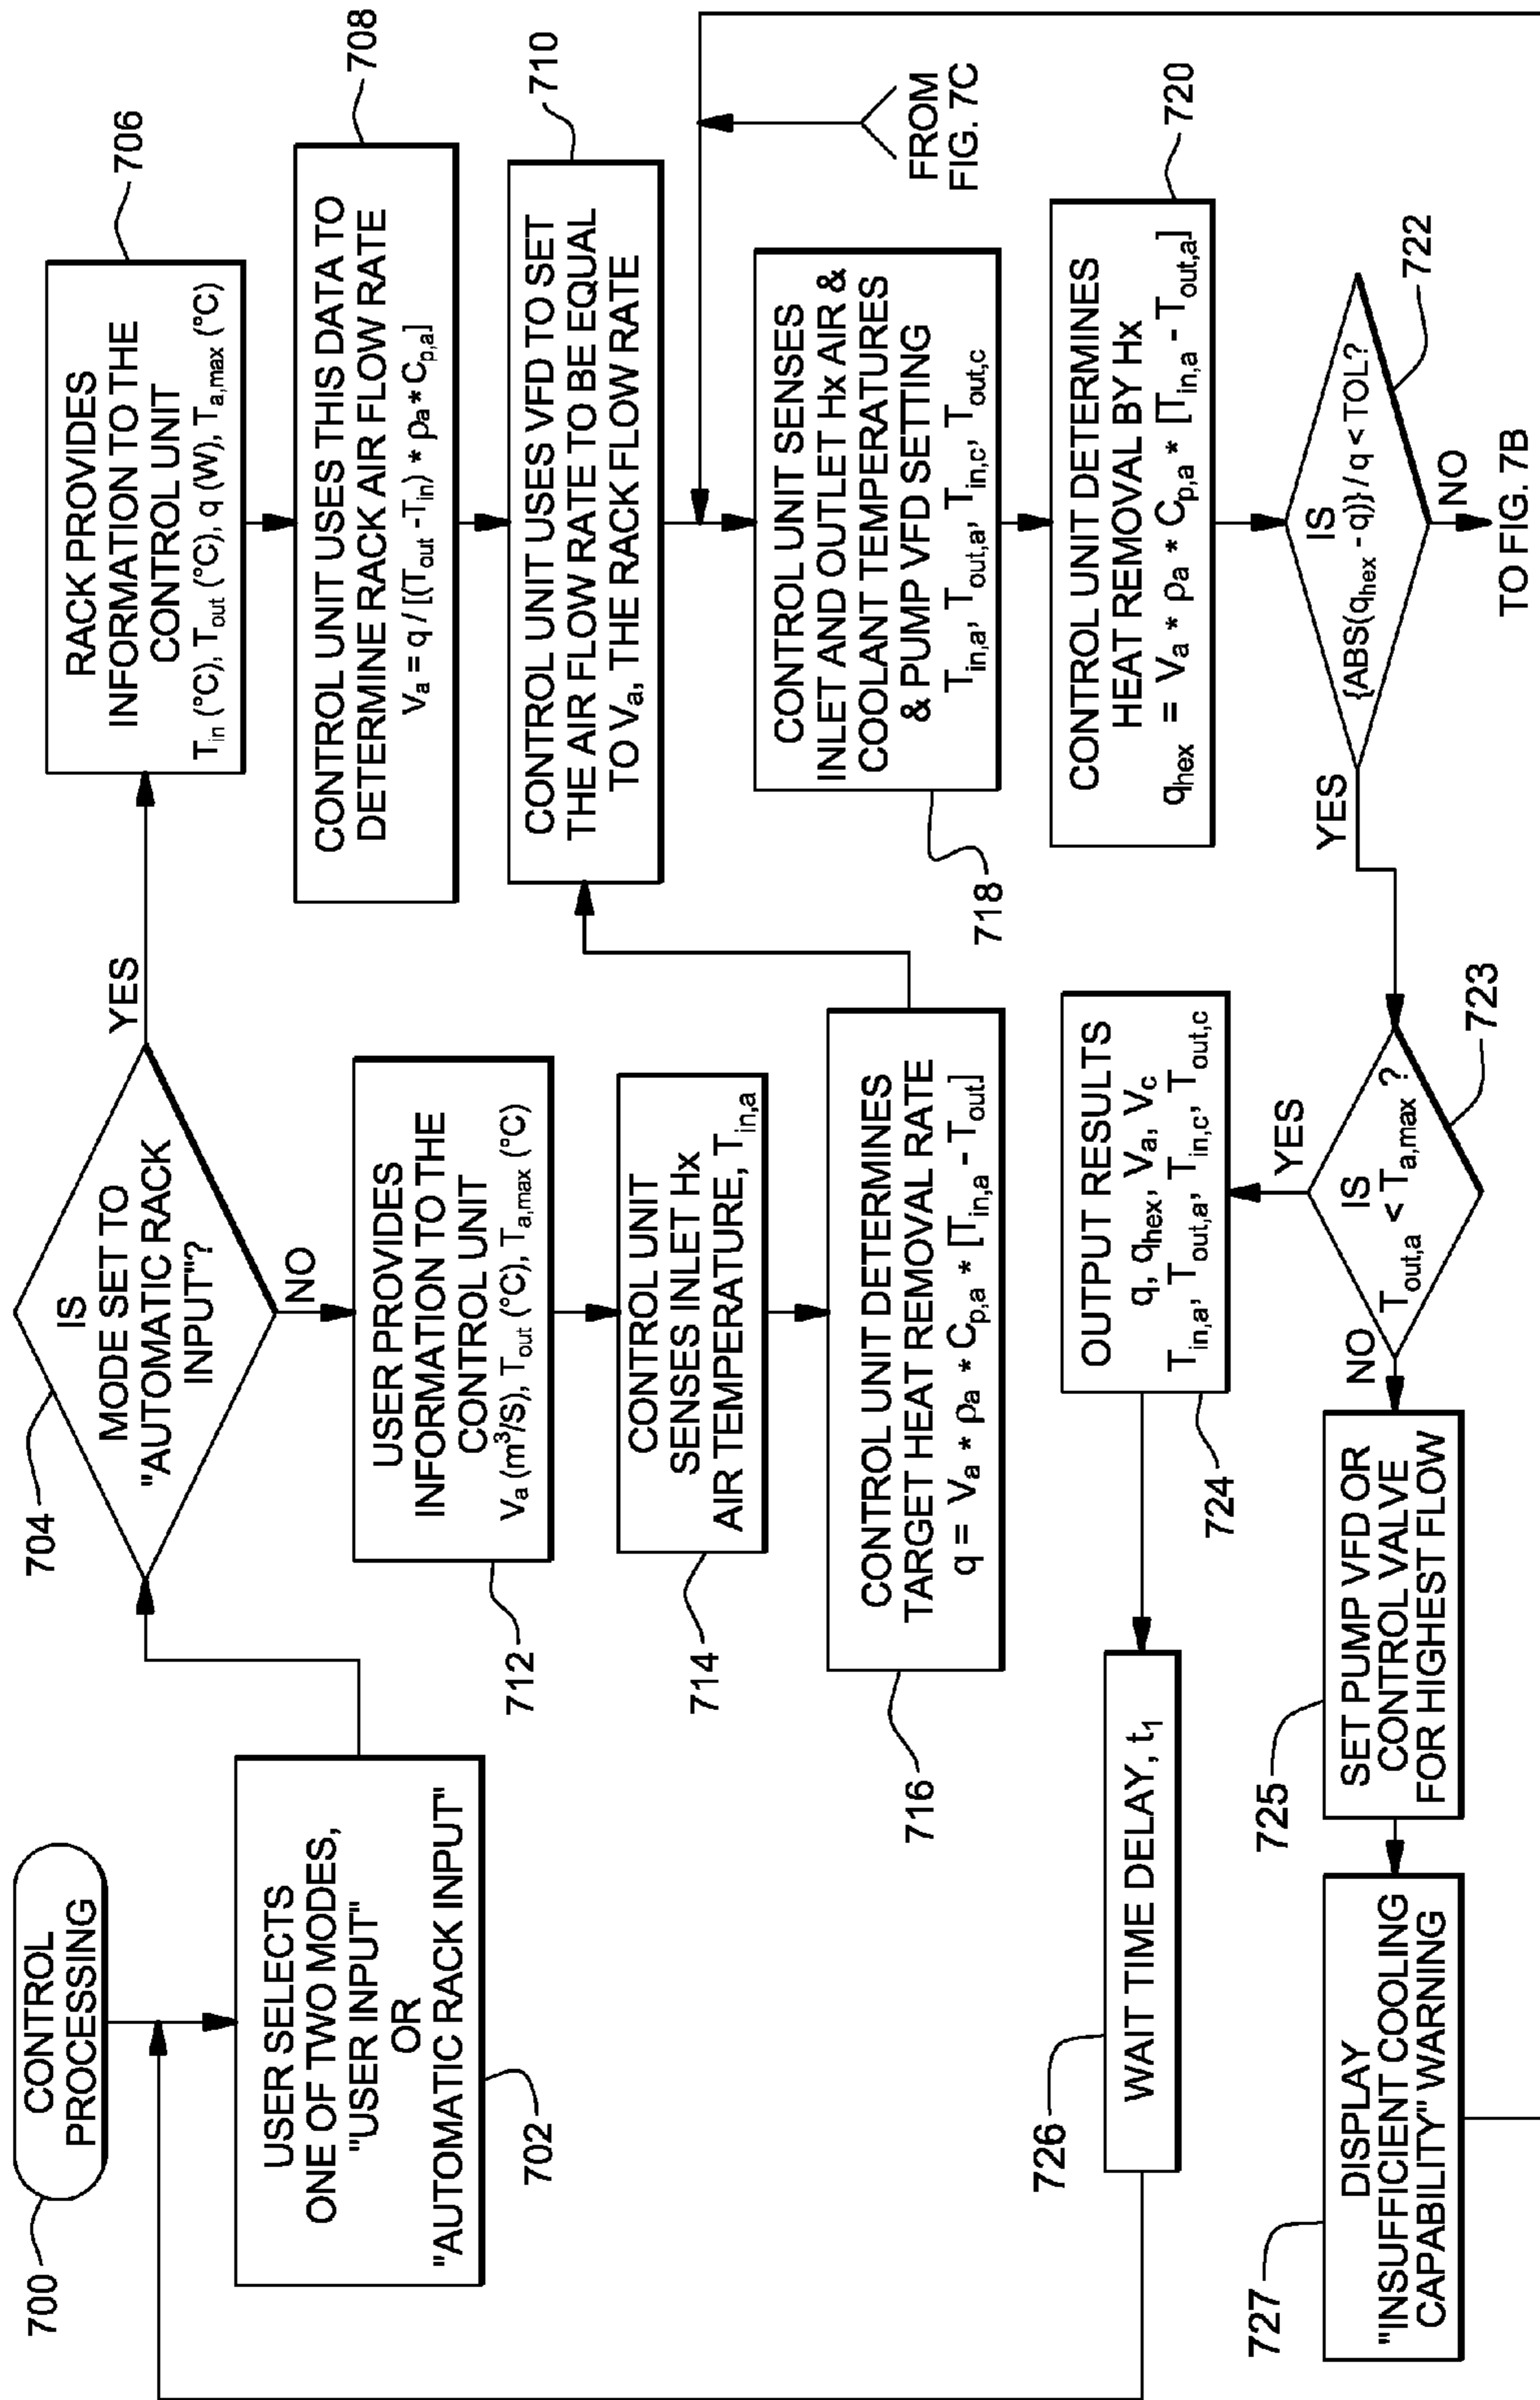 700
CONTROL
PROCESSING
USER SELECTS
ONE OF TWO MODES,
"USER INPUT"
OR
"AUTOMATIC RACK INPUT"
702
704
IS
MODE SET TO
"AUTOMATIC RACK
INPUT"?
YES
NO
RACK PROVIDES
INFORMATION TO THE
CONTROL UNIT
T_in (°C), T_out (°C), q (W), T_a,max (°C)
706
CONTROL UNIT USES THIS DATA TO
DETERMINE RACK AIR FLOW RATE
V_a = q / [(T_out - T_in) * ρ_a * C_p,a]
708
CONTROL UNIT USES VFD TO SET
THE AIR FLOW RATE TO BE EQUAL
TO V_a, THE RACK FLOW RATE
710
USER PROVIDES
INFORMATION TO THE
CONTROL UNIT
V_a (m³/S), T_out (°C), T_a,max (°C)
712
CONTROL UNIT
SENSES INLET Hx
AIR TEMPERATURE, T_in,a
714
CONTROL UNIT DETERMINES
TARGET HEAT REMOVAL RATE
q = V_a * ρ_a * C_p,a * [T_in,a - T_out]
716
FROM
FIG. 7C
CONTROL UNIT SENSES
INLET AND OUTLET Hx AIR &
COOLANT TEMPERATURES
& PUMP VFD SETTING
T_in,a, T_out,a, T_in,c, T_out,c
718
CONTROL UNIT DETERMINES
HEAT REMOVAL BY Hx
q_hex = V_a * ρ_a * C_p,a * [T_in,a - T_out,a]
720
IS
{ABS(q_hex - q)} / q < TOL?
722
YES
NO
TO FIG. 7B
IS
T_out,a < T_a,max ?
723
YES
NO
OUTPUT RESULTS
q, q_hex, V_a, V_c
T_in,a, T_out,a, T_in,c, T_out,c
724
WAIT TIME DELAY, t_1
726
SET PUMP VFD OR
CONTROL VALVE
FOR HIGHEST FLOW
725
DISPLAY
"INSUFFICIENT COOLING
CAPABILITY" WARNING
727